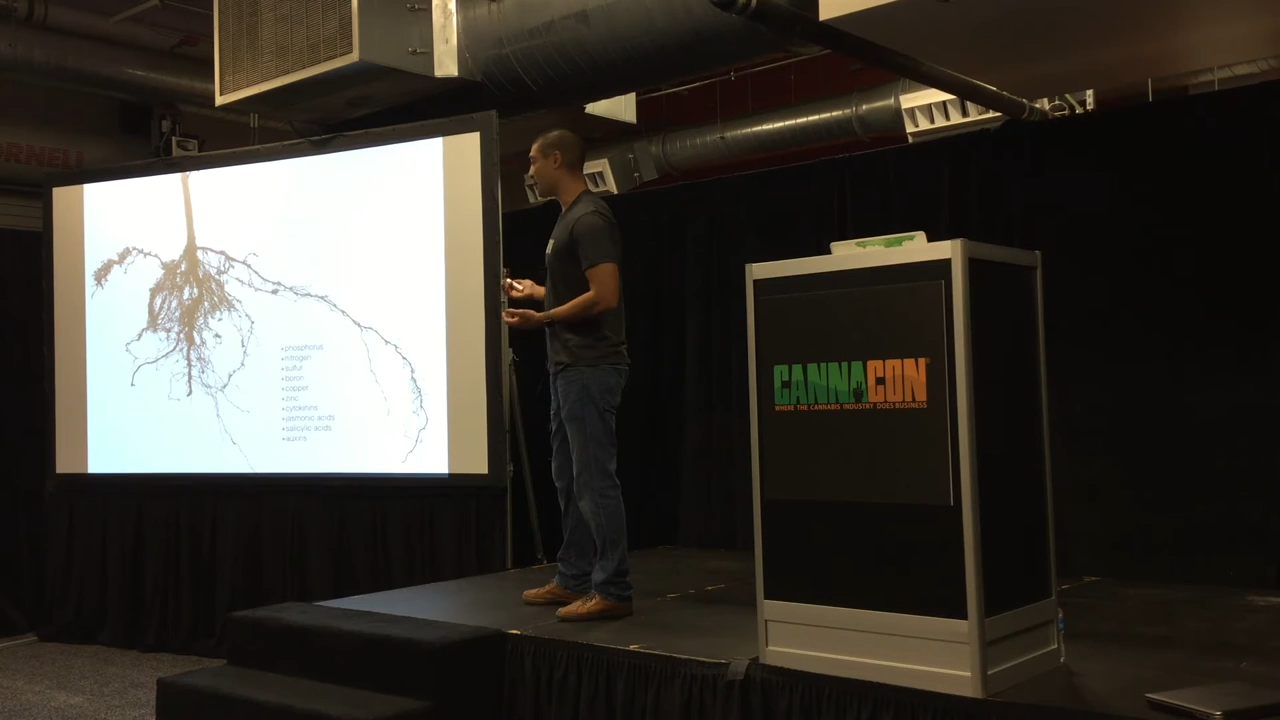 •phosphorus
•nitrogen
•sulfur
•boron
•copper
•zinc
•cytokinins
•jasmonic acids
•salicylic acids
•auxins
CANNACON®
WHERE THE CANNABIS INDUSTRY DOES BUSINESS